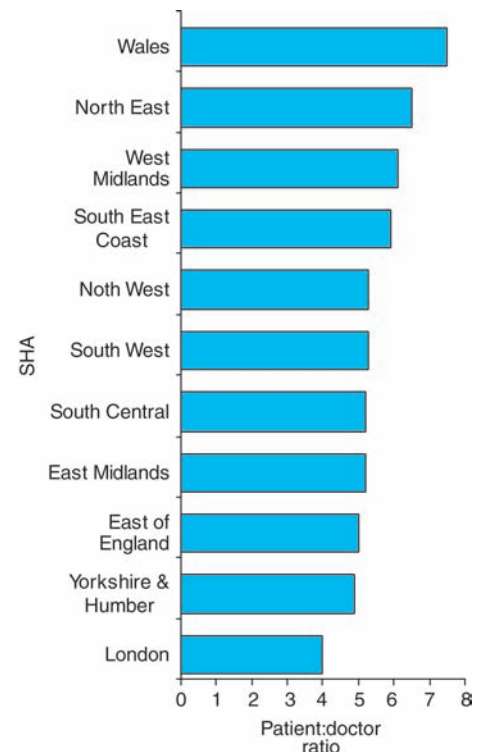 Wales
North East
West
Midlands
South East
Coast
Noth West
South West
South Central
East Midlands
East of
England
Yorkshire &
Humber
London
SHA
0 1 2 3 4 5 6 7 8
Patient:doctor
ratio